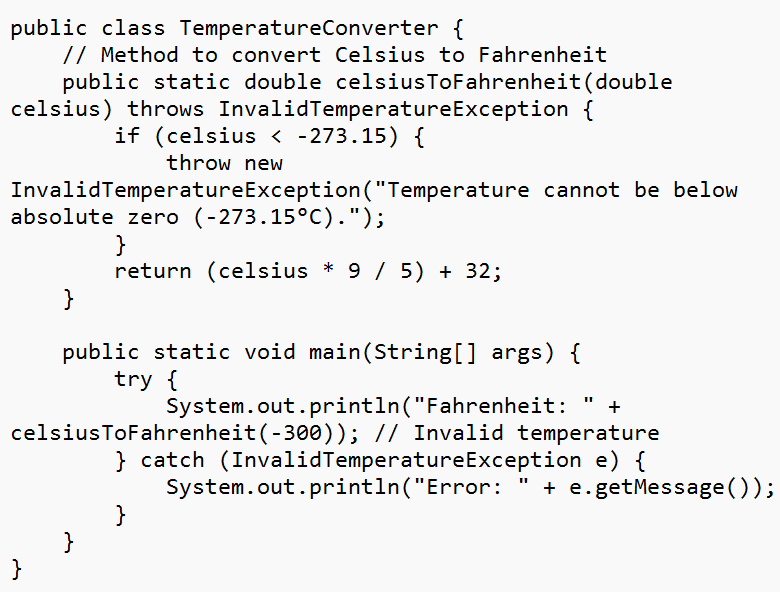 public class TemperatureConverter {
    // Method to convert Celsius to Fahrenheit
    public static double celsiusToFahrenheit(double
celsius) throws InvalidTemperatureException {
        if (celsius < -273.15) {
            throw new
InvalidTemperatureException("Temperature cannot be below
absolute zero (-273.15°C).");
        }
        return (celsius * 9 / 5) + 32;
    }

    public static void main(String[] args) {
        try {
            System.out.println("Fahrenheit: " +
celsiusToFahrenheit(-300)); // Invalid temperature
        } catch (InvalidTemperatureException e) {
            System.out.println("Error: " + e.getMessage());
        }
    }
}